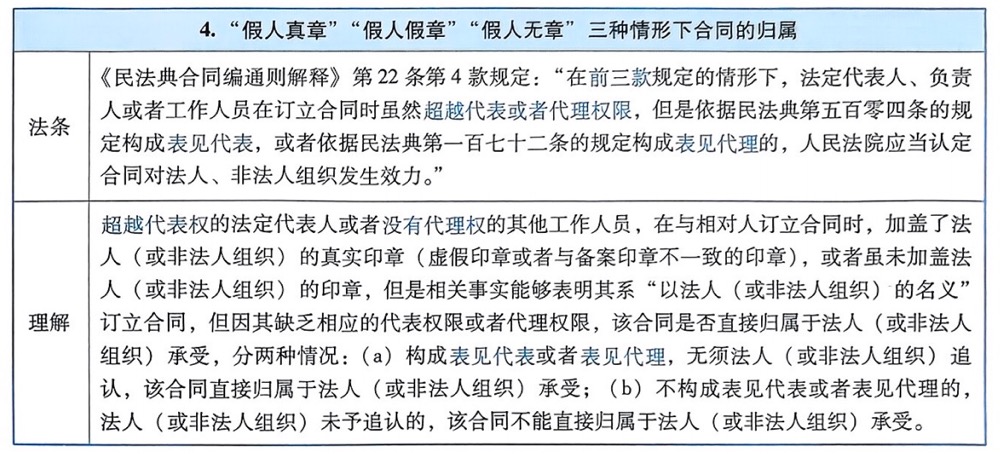 4. “假人真章”“假人假章”“假人无章”三种情形下合同的归属
法条
《民法典合同编通则解释》第 22 条第 4 款规定：“在前三款规定的情形下，法定代表人、负责
人或者工作人员在订立合同时虽然超越代表或者代理权限，但是依据民法典第五百零四条的规
定构成表见代表，或者依据民法典第一百七十二条的规定构成表见代理的，人民法院应当认定
合同对法人、非法人组织发生效力。”
理解
超越代表权的法定代表人或者没有代理权的其他工作人员，在与相对人订立合同时，加盖了法
人（或非法人组织）的真实印章（虚假印章或者与备案印章不一致的印章），或者虽未加盖法
人（或非法人组织）的印章，但是相关事实能够表明其系“以法人（或非法人组织）的名义”
订立合同，但因其缺乏相应的代表权限或者代理权限，该合同是否直接归属于法人（或非法人
组织）承受，分两种情况：（a）构成表见代表或者表见代理，无须法人（或非法人组织）追
认，该合同直接归属于法人（或非法人组织）承受；（b）不构成表见代表或者表见代理的，
法人（或非法人组织）未予追认的，该合同不能直接归属于法人（或非法人组织）承受。